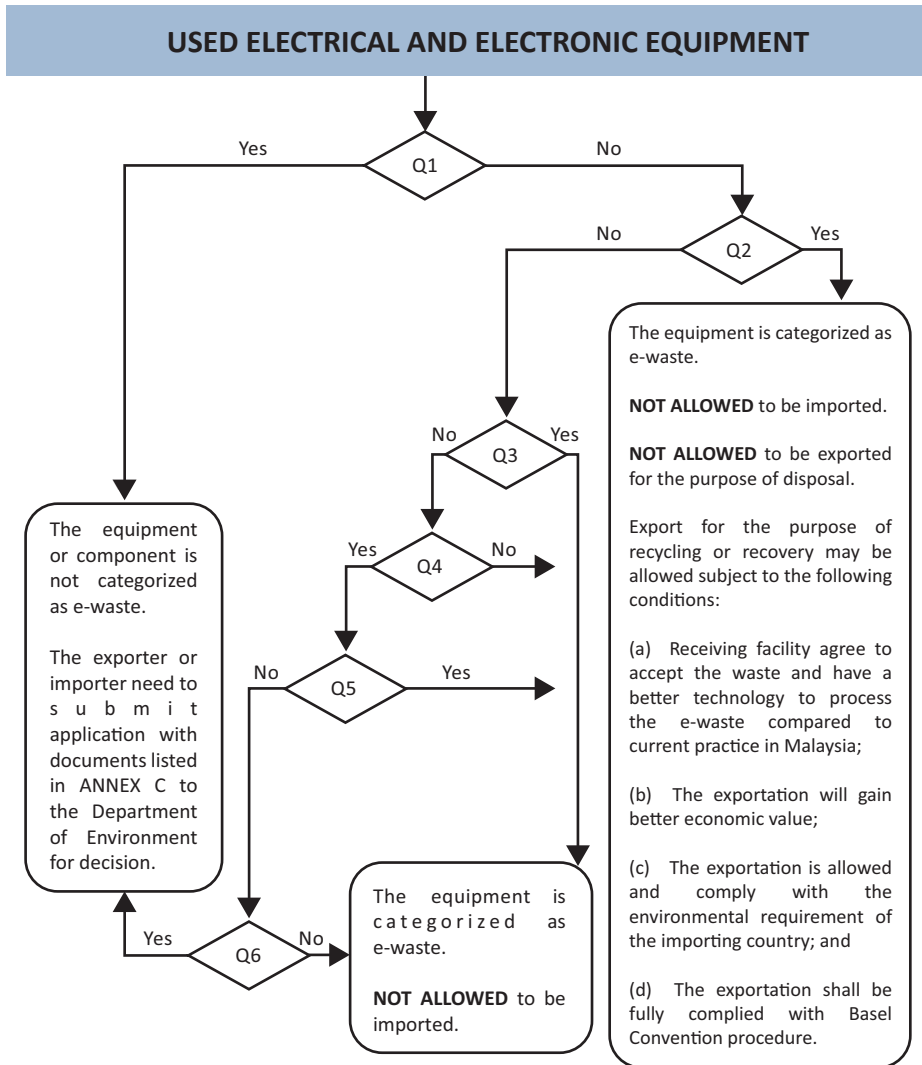 USED ELECTRICAL AND ELECTRONIC EQUIPMENT
Yes
No
Q1
No
Yes
Q2
The equipment is categorized as
e-waste.
NOT ALLOWED to be imported.
NOT ALLOWED to be exported
for the purpose of disposal.
Export for the purpose of
recycling or recovery may be
allowed subject to the following
conditions:
(a) Receiving facility agree to
accept the waste and have a
better technology to process
the e-waste compared to
current practice in Malaysia;
(b) The exportation will gain
better economic value;
(c) The exportation is allowed
and comply with the
environmental requirement of
the importing country; and
(d) The exportation shall be
fully complied with Basel
Convention procedure.
No
Yes
Q3
Yes
No
Q4
No
Yes
Q5
The equipment
or component is
not categorized
as e-waste.
The exporter or
importer need to
s u b m i t
application with
documents listed
in ANNEX C to
the Department
of Environment
for decision.
Yes
No
Q6
The equipment is
c a t e g o r i z e d as
e-waste.
NOT ALLOWED to be
imported.